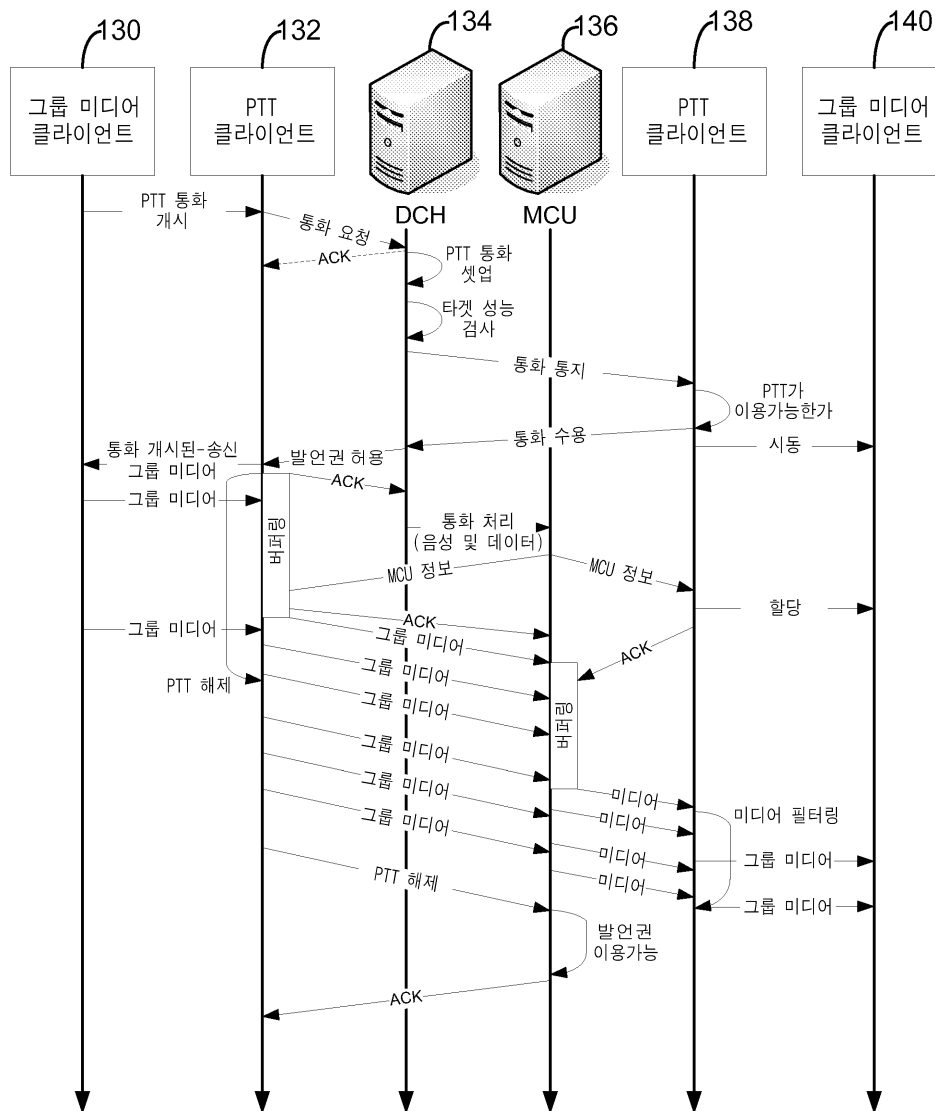 130
132
134
136
138
140
그룹 미디어
클라이언트
PTT
클라이언트
DCH
MCU
PTT
클라이언트
그룹 미디어
클라이언트
PTT 통화
개시
통화 요청
ACK
PTT 통화
셋업
타겟 성능
검사
통화 통지
PTT가
이용가능한가
통화 수용
시동
통화 개시된-송신
그룹 미디어
발언권 허용
ACK
그룹 미디어
버퍼링
통화 처리
(음성 및 데이터)
MCU 정보
MCU 정보
할당
ACK
그룹 미디어
그룹 미디어
ACK
그룹 미디어
PTT 해제
그룹 미디어
버퍼링
그룹 미디어
미디어
그룹 미디어
미디어 필터링
미디어
그룹 미디어
미디어
그룹 미디어
미디어
PTT 해제
그룹 미디어
발언권
이용가능
ACK